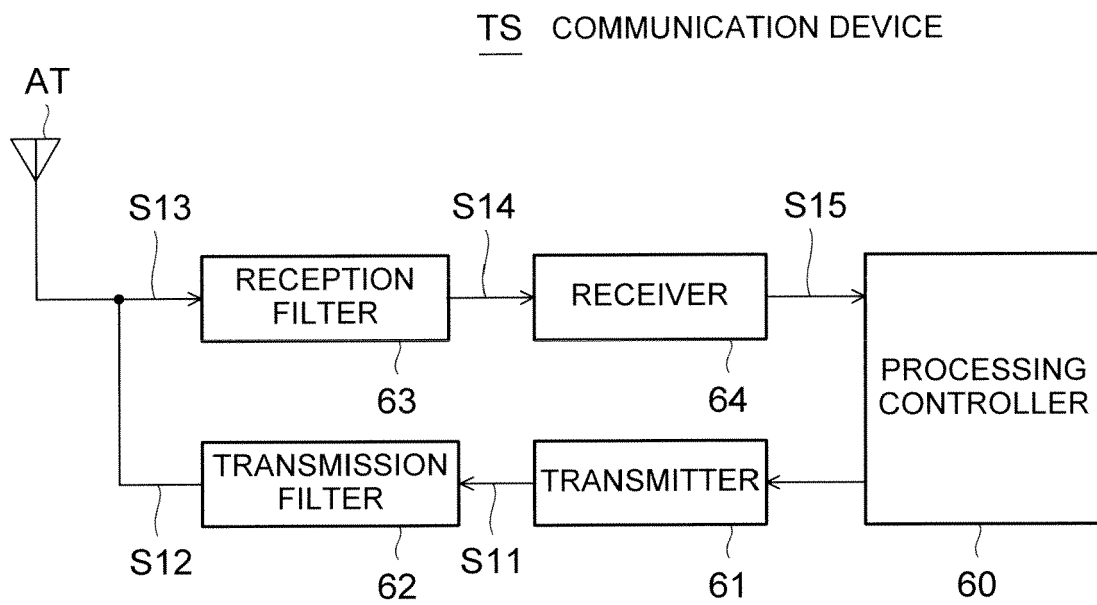 TS COMMUNICATION DEVICE
AT
S13
S14
S15
RECEPTION
FILTER
RECEIVER
PROCESSING
CONTROLLER
63
64
TRANSMISSION
FILTER
TRANSMITTER
S12
62
S11
61
60